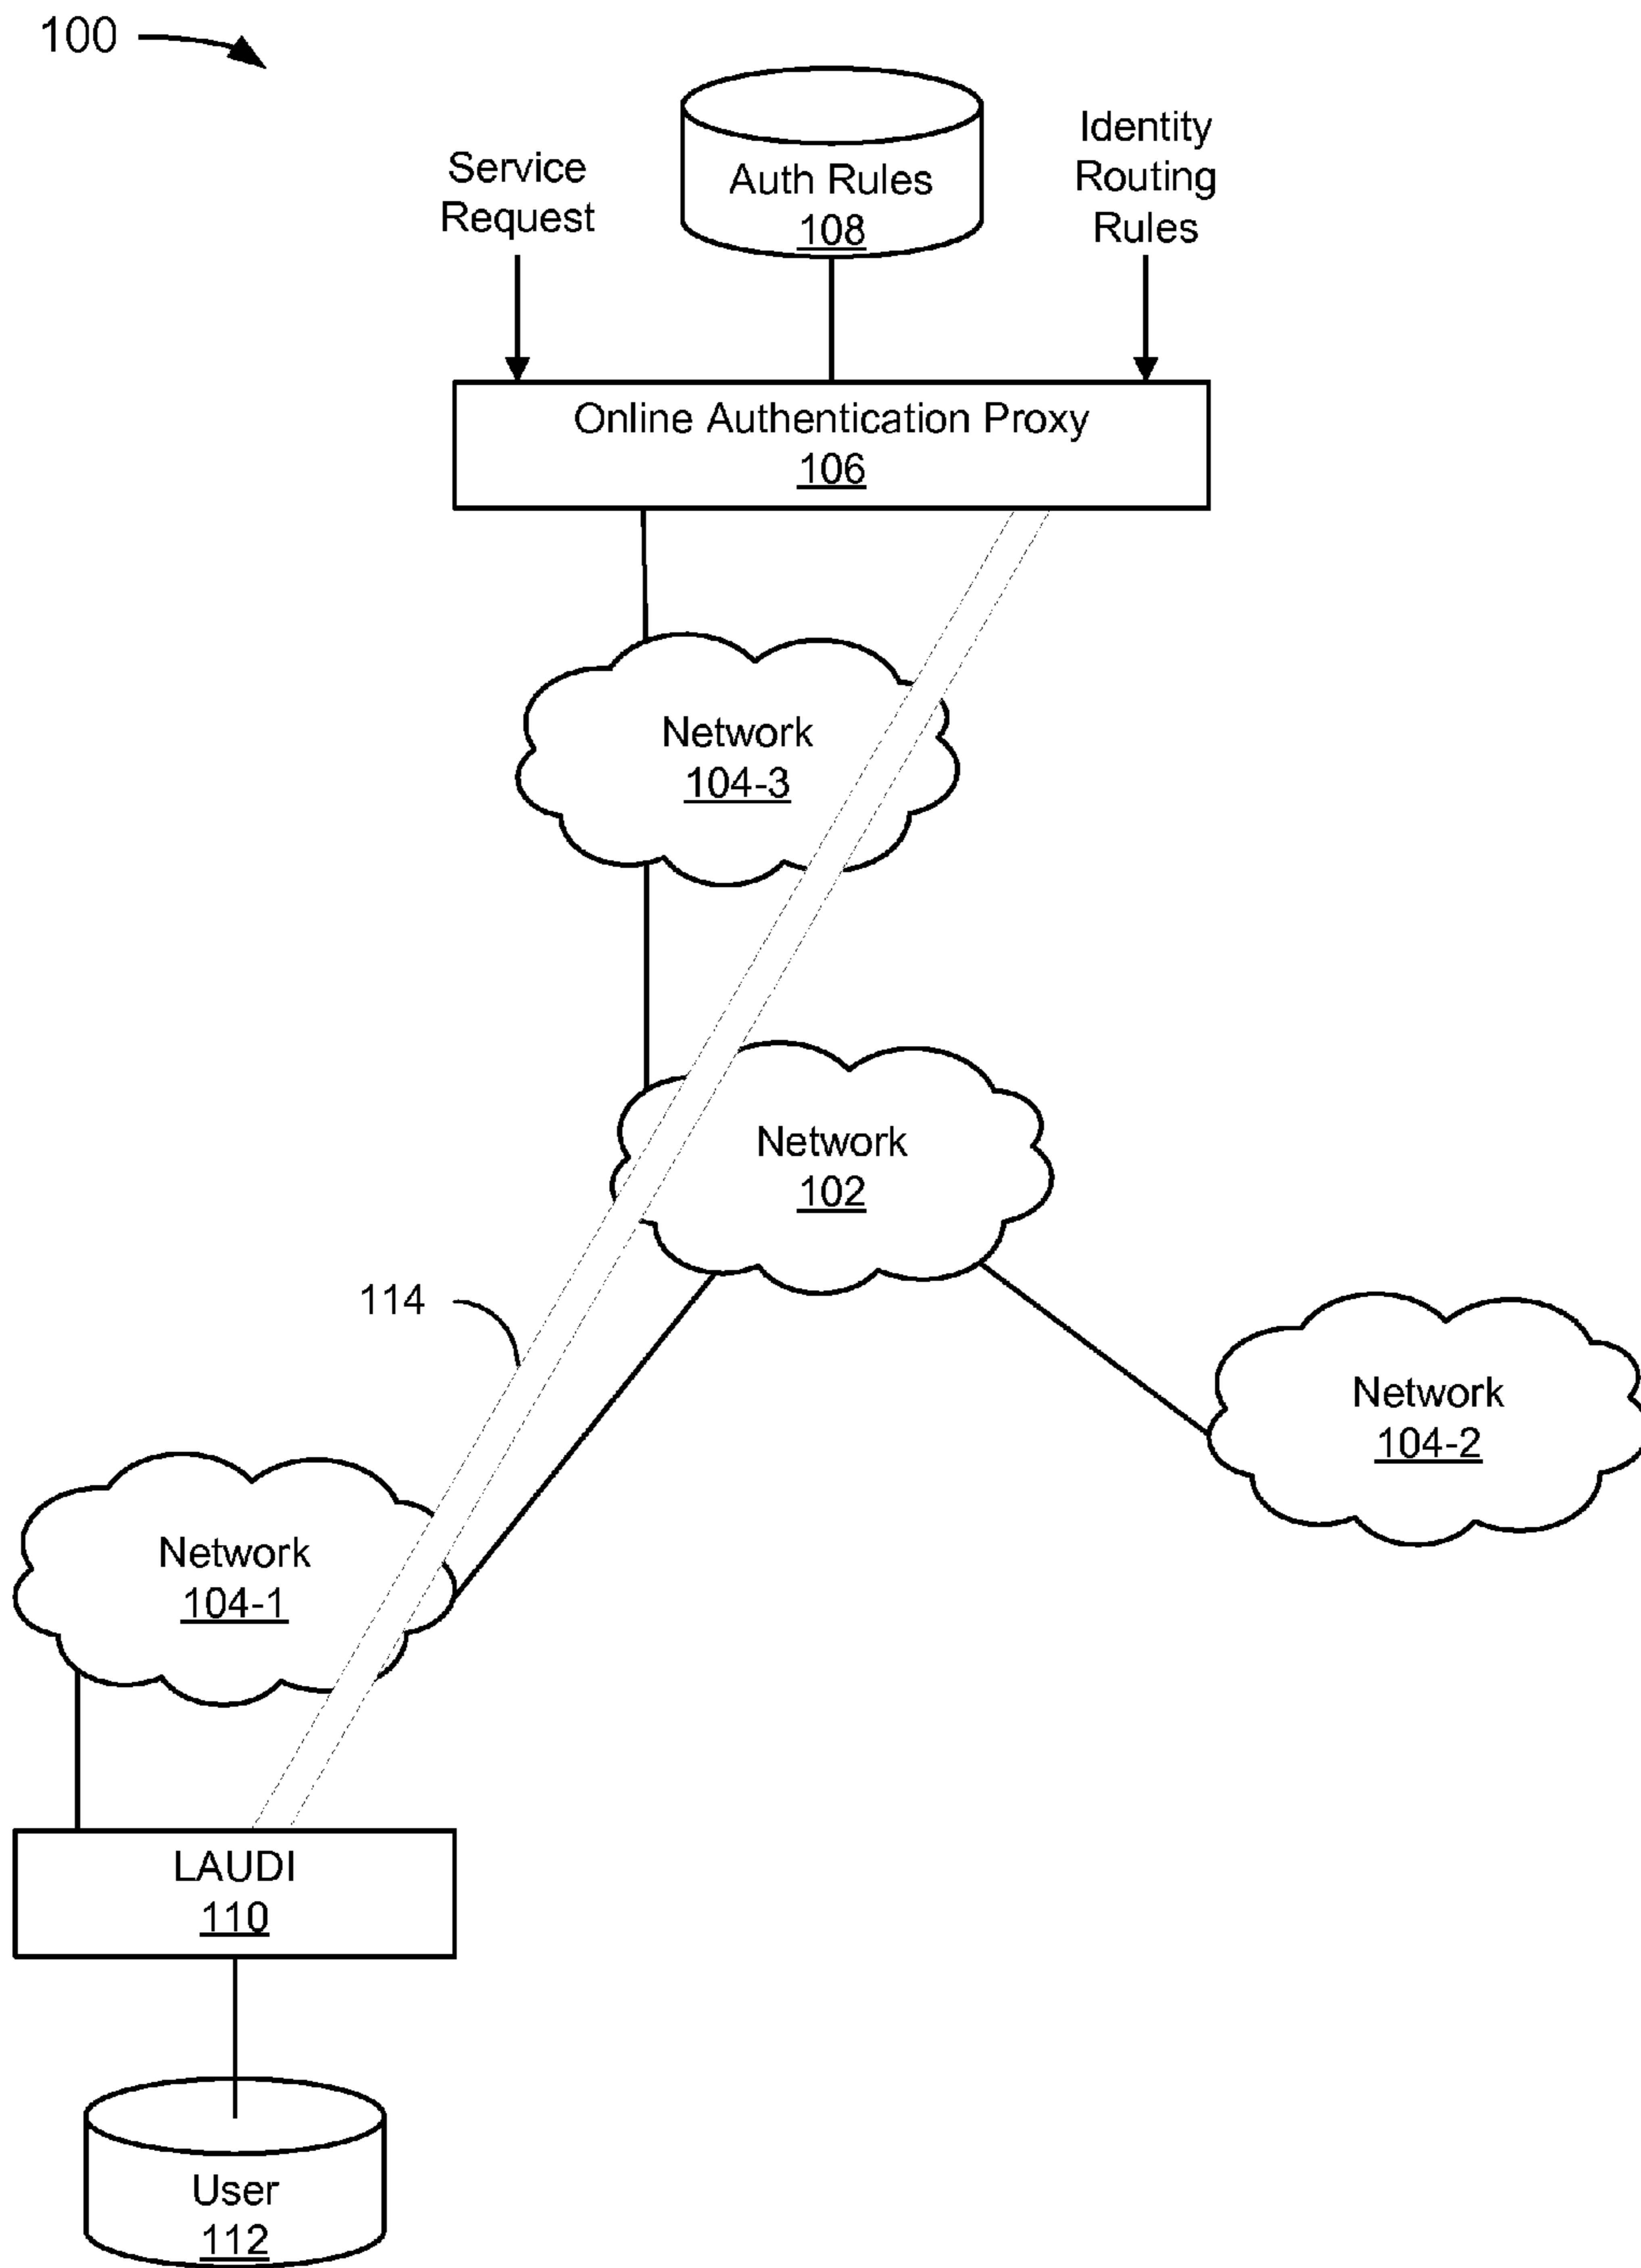 100
Service
Request
Auth Rules
108
Identity
Routing
Rules
Online Authentication Proxy
106
Network
104-3
Network
102
114
Network
104-2
Network
104-1
LAUDI
110
User
112